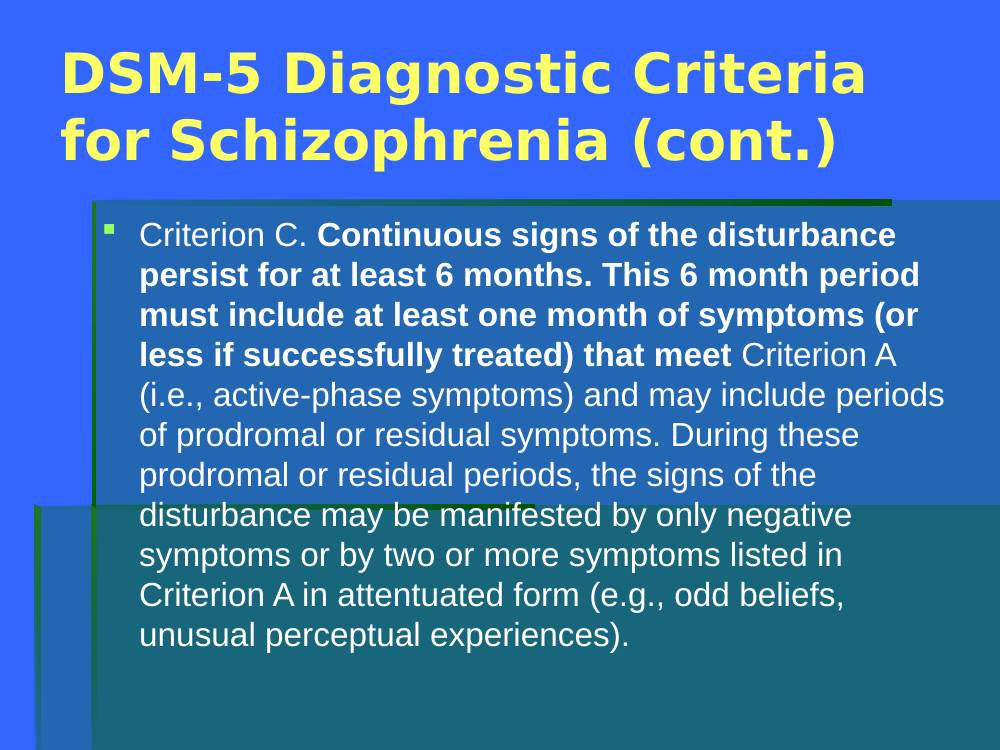 DSM-5 Diagnostic Criteria
for Schizophrenia (cont.)
Criterion C. Continuous signs of the disturbance
persist for at least 6 months. This 6 month period
must include at least one month of symptoms (or
less if successfully treated) that meet Criterion A
(i.e., active-phase symptoms) and may include periods
of prodromal or residual symptoms. During these
prodromal or residual periods, the signs of the
disturbance may be manifested by only negative
symptoms or by two or more symptoms listed in
Criterion A in attentuated form (e.g., odd beliefs,
unusual perceptual experiences).